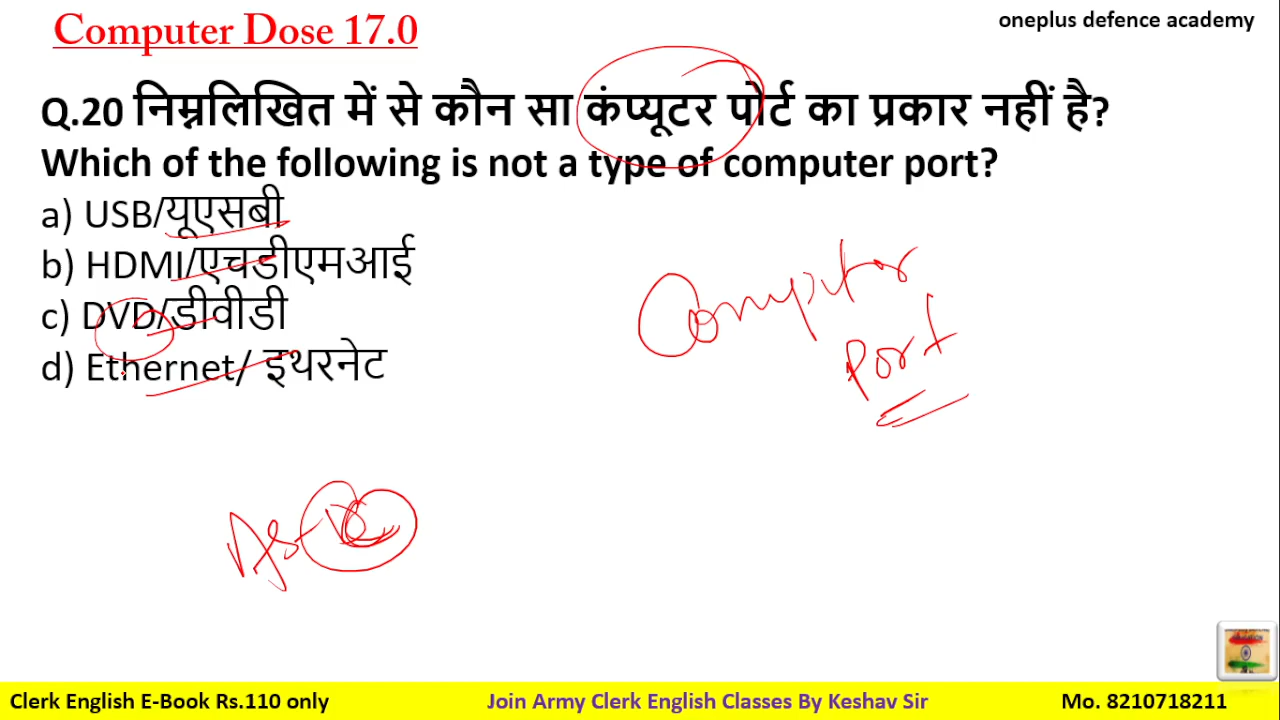 Computer Dose 17.0
oneplus defence academy
Q.20 निम्नलिखित में से कौन सा कंप्यूटर पोर्ट का प्रकार नहीं है?
Which of the following is not a type of computer port?
a) USB/यूएसबी
b) HDMI/एचडीएमआई
c) DVD/डीवीडी
d) Ethernet/ इथरनेट
Computer
Port
Clerk English E-Book Rs.110 only
Join Army Clerk English Classes By Keshav Sir
Mo. 8210718211